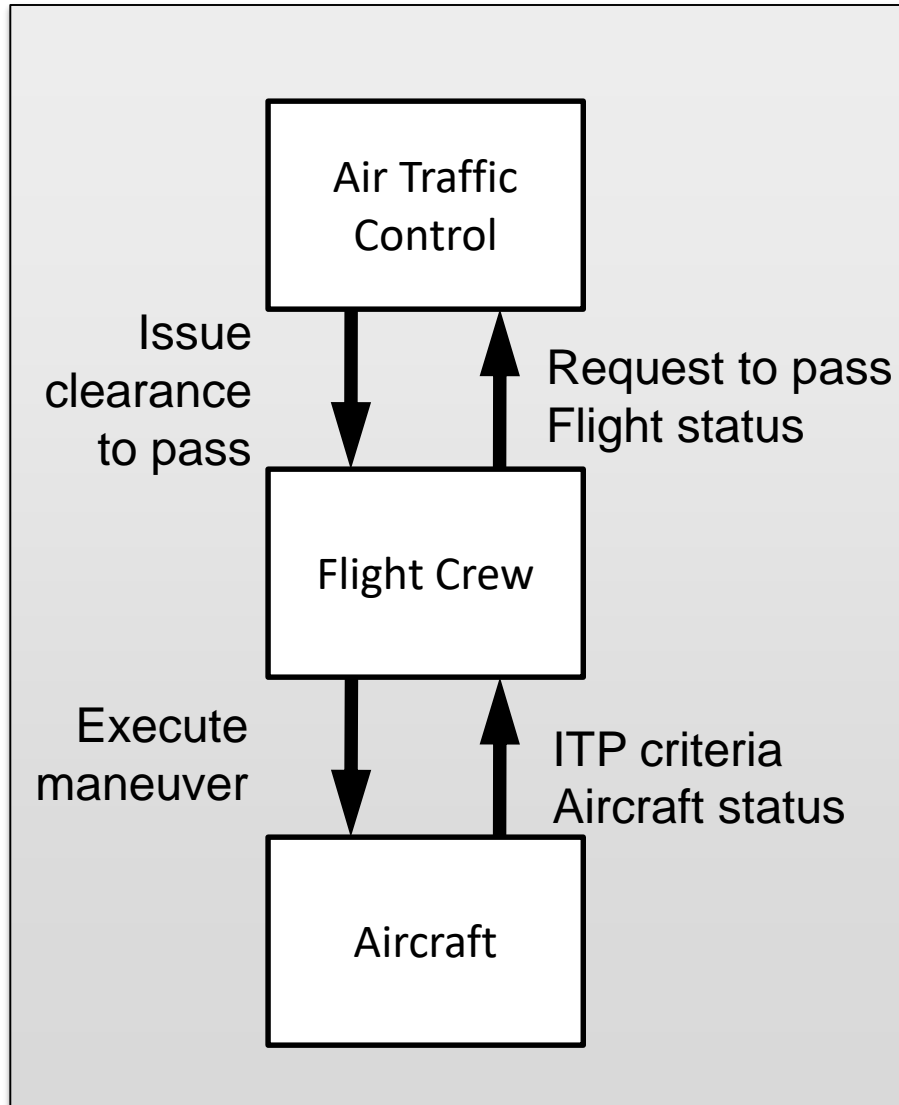 Air Traffic
Control
Issue
clearance
to pass
Request to pass
Flight status
Flight Crew
Execute
maneuver
ITP criteria
Aircraft status
Aircraft